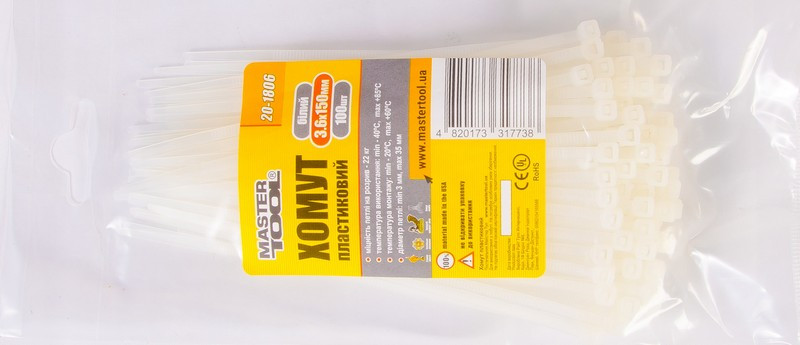 20-1806
білий
3.6х150мм
100шт
MASTER
TOOL®
ХОМУТ
пластиковий
• міцність петлі на розрив - 22 кг
• температура використання: min - 40°C, max +85°C
• температура монтажу: min - 20°C, max +60°C
• діаметр петлі: min 3 мм, max 35 мм
www.mastertool.ua
4 820173 317738
100%
material made in the USA
не відкривати упаковку
до використання
CE
UL
RoHS
Хомут пластиковий